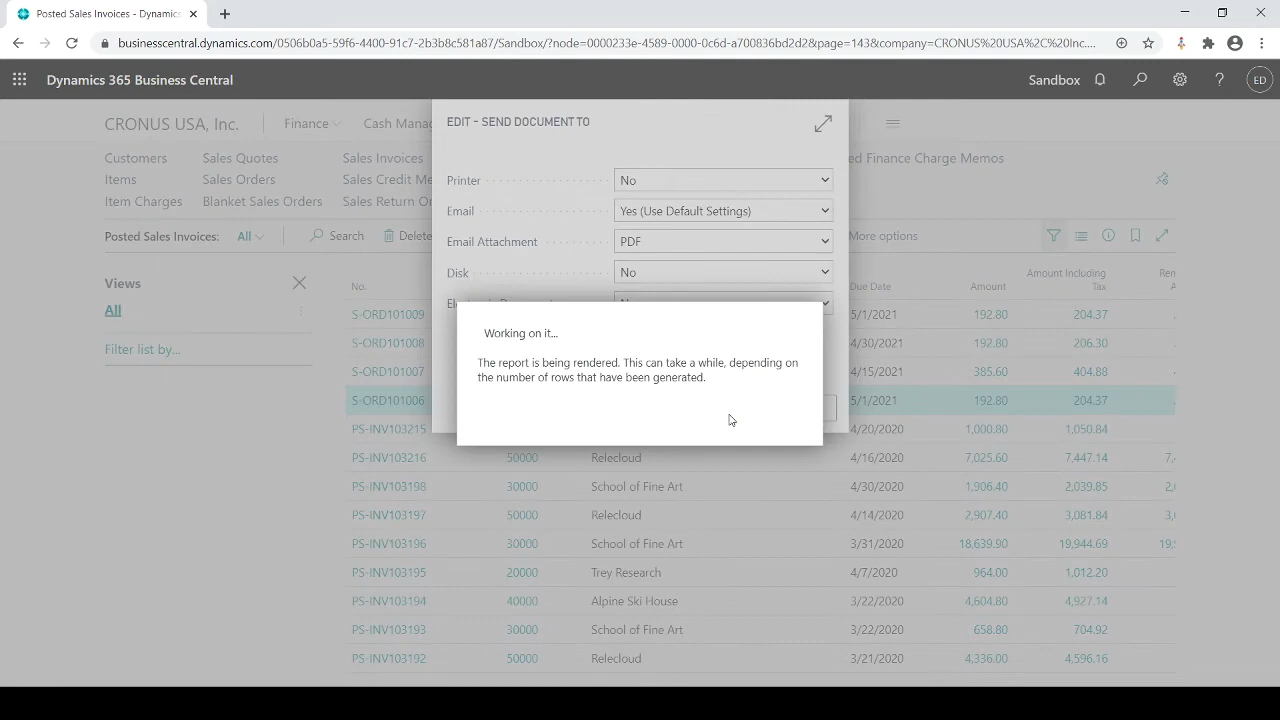 Posted Sales Invoices - Dynamics
businesscentral.dynamics.com/0506b0a5-59f6-4400-91c7-2b3b8c581a87/Sandbox/?node=0000233e-4589-0000-0c6d-a700836bd2d2&page=143&company=CRONUS%20USA%2C%20Inc....
Dynamics 365 Business Central
Sandbox
ED
CRONUS USA, Inc.
Finance
Cash Manag
Customers
Sales Quotes
Sales Invoices
ed Finance Charge Memos
Items
Sales Orders
Sales Credit Me
Item Charges
Blanket Sales Orders
Sales Return Or
Posted Sales Invoices:
All
Search
Delete
More options
Views
All
Filter list by...
EDIT - SEND DOCUMENT TO
Printer
No
Email
Yes (Use Default Settings)
Email Attachment
PDF
Disk
No
Working on it...
The report is being rendered. This can take a while, depending on
the number of rows that have been generated.
No. Due Date Amount Amount Including Tax
S-ORD101009 5/1/2021 192.80 204.37
S-ORD101008 4/30/2021 192.80 206.30
S-ORD101007 4/15/2021 385.60 404.88
S-ORD101006 5/1/2021 192.80 204.37
PS-INV103215 4/20/2020 1,000.80 1,050.84
PS-INV103216 50000 Relecloud 4/16/2020 7,025.60 7,447.14 7,
PS-INV103198 30000 School of Fine Art 4/30/2020 1,906.40 2,039.85 2,
PS-INV103197 50000 Relecloud 4/14/2020 2,907.40 3,081.84 3,
PS-INV103196 30000 School of Fine Art 3/31/2020 18,639.90 19,944.69 19,
PS-INV103195 20000 Trey Research 4/7/2020 964.00 1,012.20
PS-INV103194 40000 Alpine Ski House 3/22/2020 4,604.80 4,927.14
PS-INV103193 30000 School of Fine Art 3/22/2020 658.80 704.92
PS-INV103192 50000 Relecloud 3/21/2020 4,336.00 4,596.16